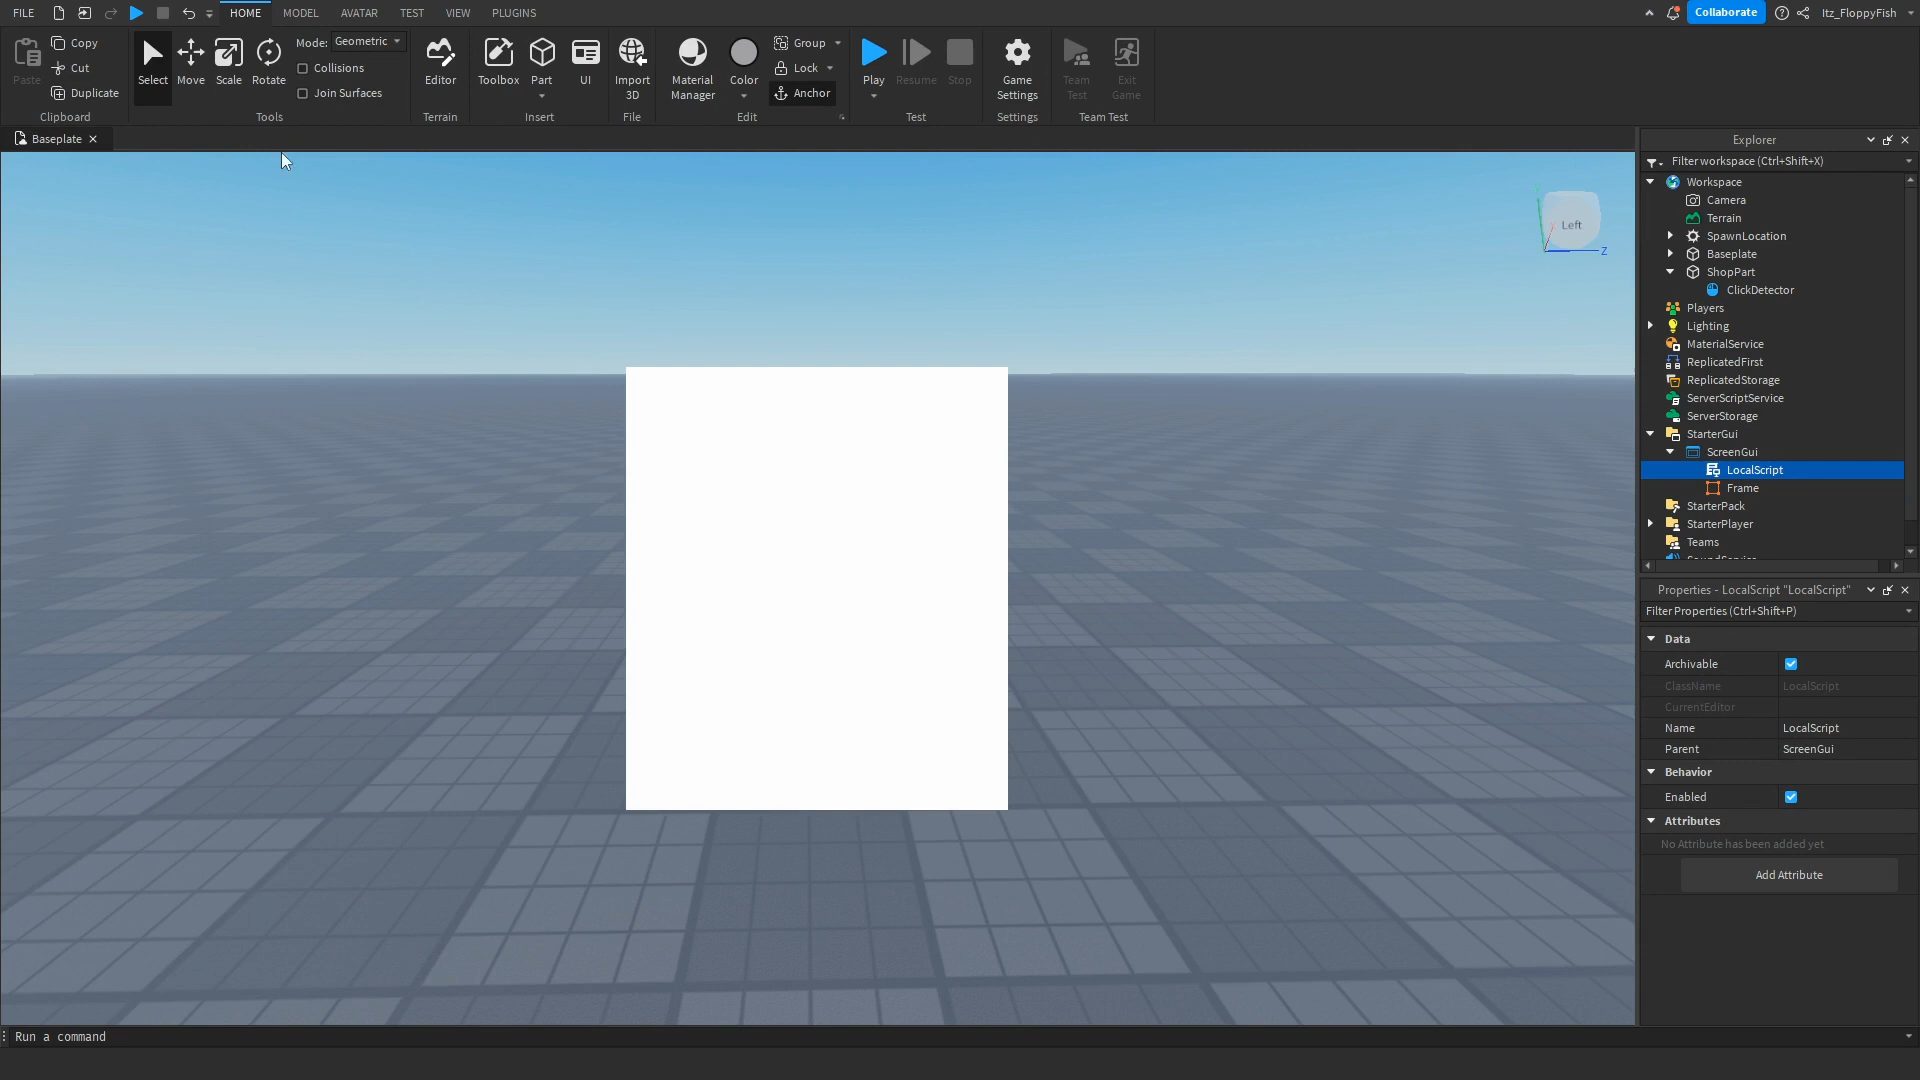 FILE
HOME
MODEL
AVATAR
TEST
VIEW
PLUGINS
Collaborate
Itz_FloppyFish
Paste
Copy
Cut
Duplicate
Clipboard
Select
Move
Scale
Rotate
Mode: Geometric
Collisions
Join Surfaces
Tools
Editor
Terrain
Toolbox
Part
UI
Insert
Import
3D
File
Material
Manager
Color
Group
Lock
Anchor
Edit
Play
Resume
Stop
Test
Game
Settings
Settings
Team
Test
Exit
Game
Team Test
Baseplate
Left
Z
Explorer
Filter workspace (Ctrl+Shift+X)
Workspace
Camera
Terrain
SpawnLocation
Baseplate
ShopPart
ClickDetector
Players
Lighting
MaterialService
ReplicatedFirst
ReplicatedStorage
ServerScriptService
ServerStorage
StarterGui
ScreenGui
LocalScript
Frame
StarterPack
StarterPlayer
Teams
Properties - LocalScript "LocalScript"
Filter Properties (Ctrl+Shift+P)
Data
Archivable
ClassName LocalScript
CurrentEditor
Name LocalScript
Parent ScreenGui
Behavior
Enabled
Attributes
No Attribute has been added yet
Add Attribute
Run a command